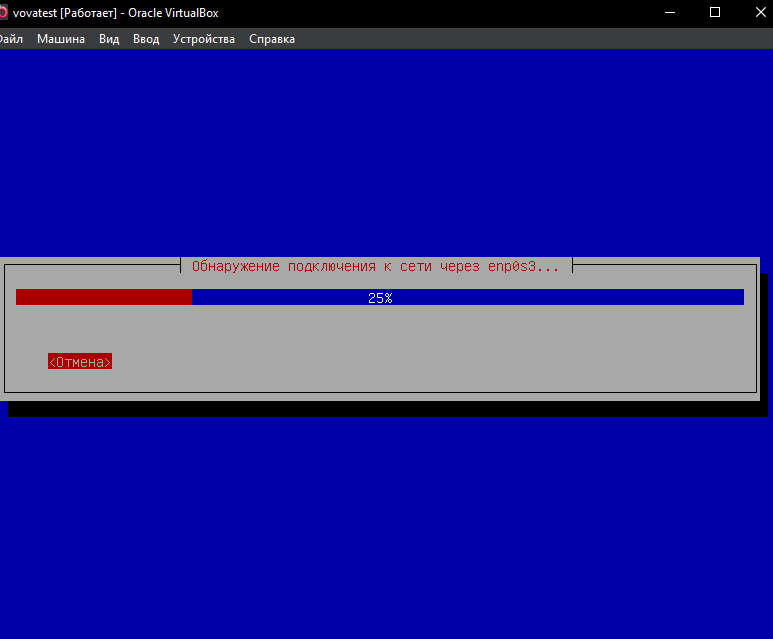 vovatest [Работает] - Oracle VirtualBox
Файл Машина Вид Ввод Устройства Справка
Обнаружение подключения к сети через enp0s3...
25%
<Отмена>